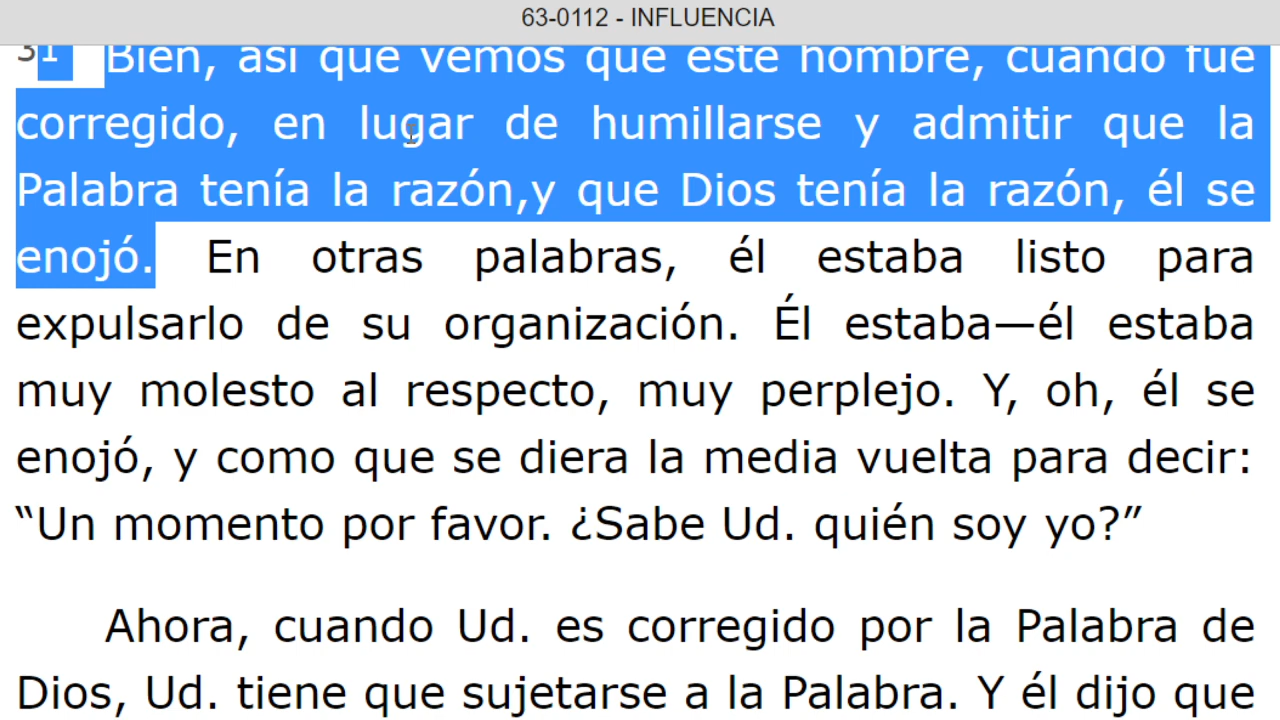 63-0112 - INFLUENCIA
31 Bien, así que vemos que este hombre, cuando fue
corregido, en lugar de humillarse y admitir que la
Palabra tenía la razón,y que Dios tenía la razón, él se
enojó. En otras palabras, él estaba listo para
expulsarlo de su organización. Él estaba—él estaba
muy molesto al respecto, muy perplejo. Y, oh, él se
enojó, y como que se diera la media vuelta para decir:
“Un momento por favor. ¿Sabe Ud. quién soy yo?”
Ahora, cuando Ud. es corregido por la Palabra de
Dios, Ud. tiene que sujetarse a la Palabra. Y él dijo que